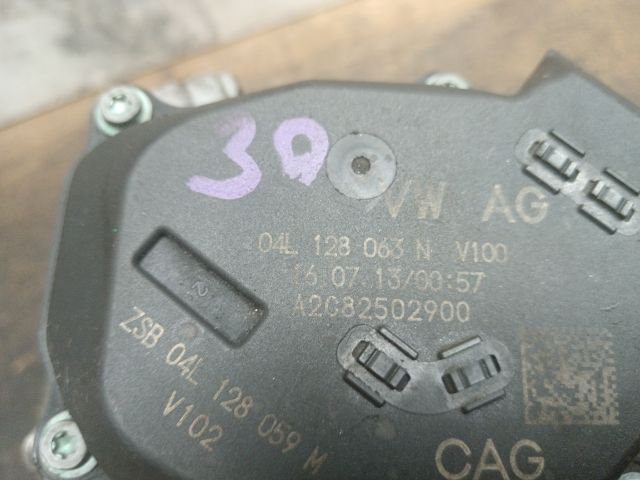 30
VW AG
04L 128 063 N V100
16.07.13/00:57
A2C82502900
2
ZSB 04L 128 059 M
V102
CAG